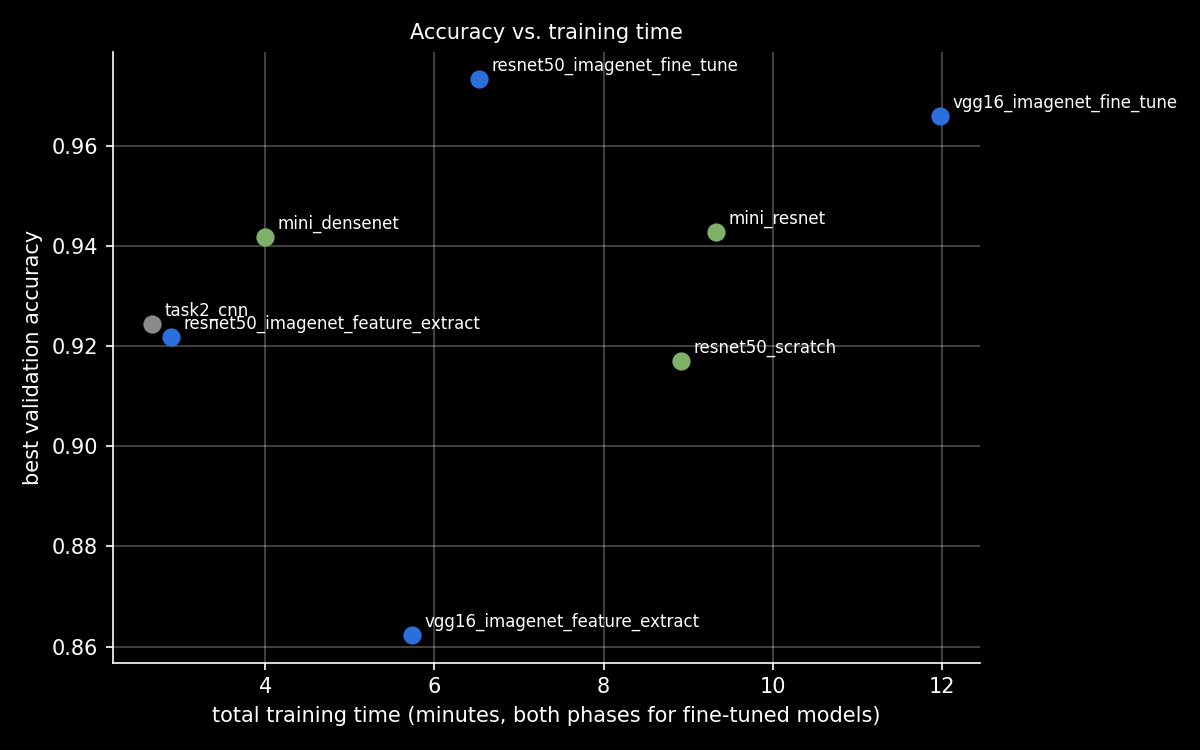 Accuracy vs. training time
resnet50_imagenet_fine_tune
vgg16_imagenet_fine_tune
0.96
mini_densenet
mini_resnet
0.94
task2_cnn
resnet50_imagenet_feature_extract
0.92
resnet50_scratch
0.90
0.88
vgg16_imagenet_feature_extract
0.86
best validation accuracy
4 6 8 10 12
total training time (minutes, both phases for fine-tuned models)